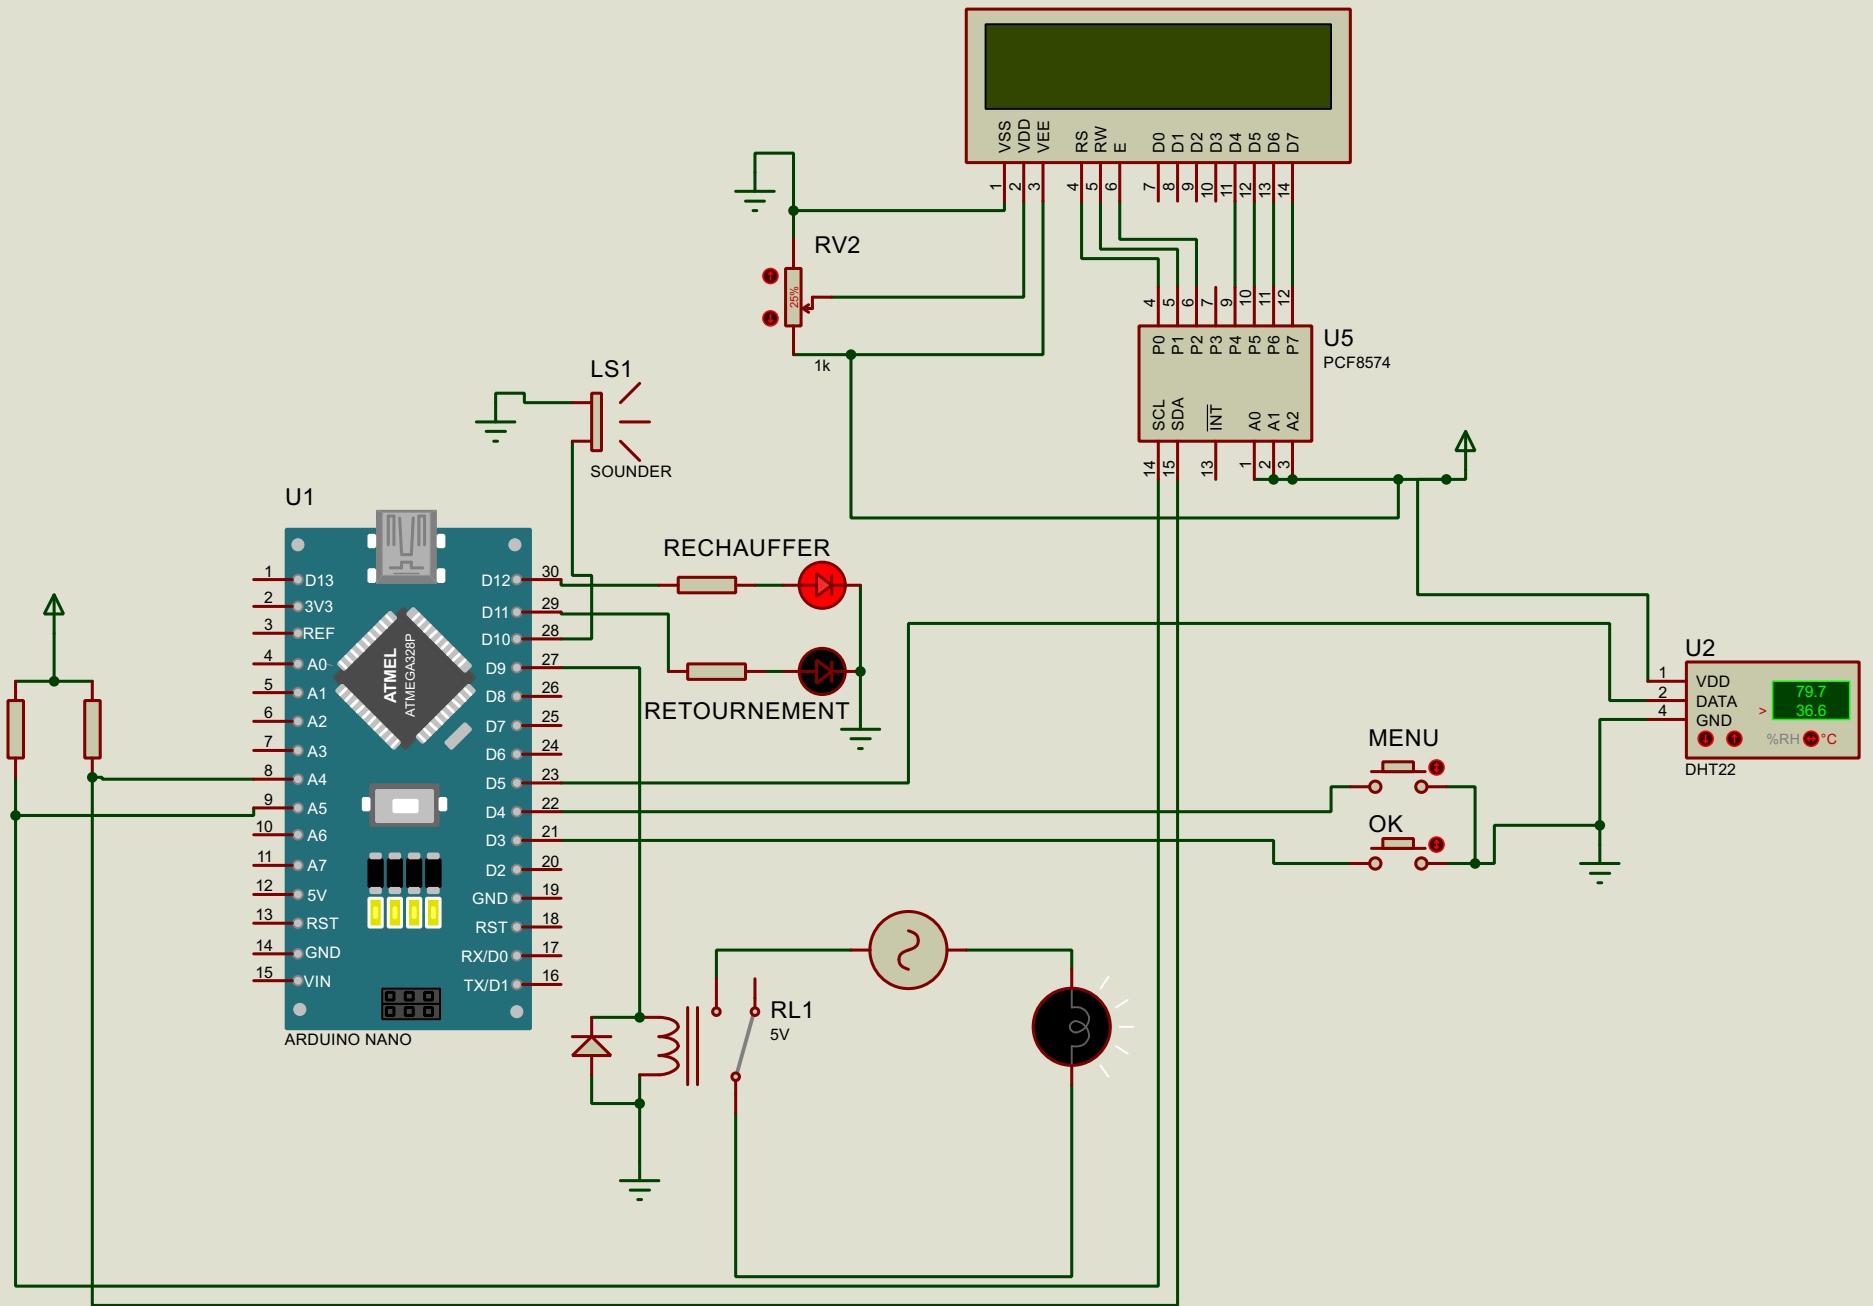 VSS VDD VEE RS RW E D0 D1 D2 D3 D4 D5 D6 D7
1 2 3 4 5 6 7 8 9 10 11 12 13 14
RV2
25%
1k
4 5 6 7 9 10 11 12
P0 P1 P2 P3 P4 P5 P6 P7
U5
PCF8574
SCL SDA INT A0 A1 A2
14 15 13 1 2 3
LS1
SOUNDER
U1
1 D13
2 3V3
3 REF
4 A0
5 A1
6 A2
7 A3
8 A4
9 A5
10 A6
11 A7
12 5V
13 RST
14 GND
15 VIN
ATMEL
ATMEGA328P
D12 30
D11 29
D10 28
D9 27
D8 26
D7 25
D6 24
D5 23
D4 22
D3 21
D2 20
GND 19
RST 18
RX/D0 17
TX/D1 16
ARDUINO NANO
RECHAUFFER
RETOURNEMENT
U2
1 VDD
2 DATA
4 GND
79.7
> 36.6
%RH °C
DHT22
MENU
OK
RL1
5V